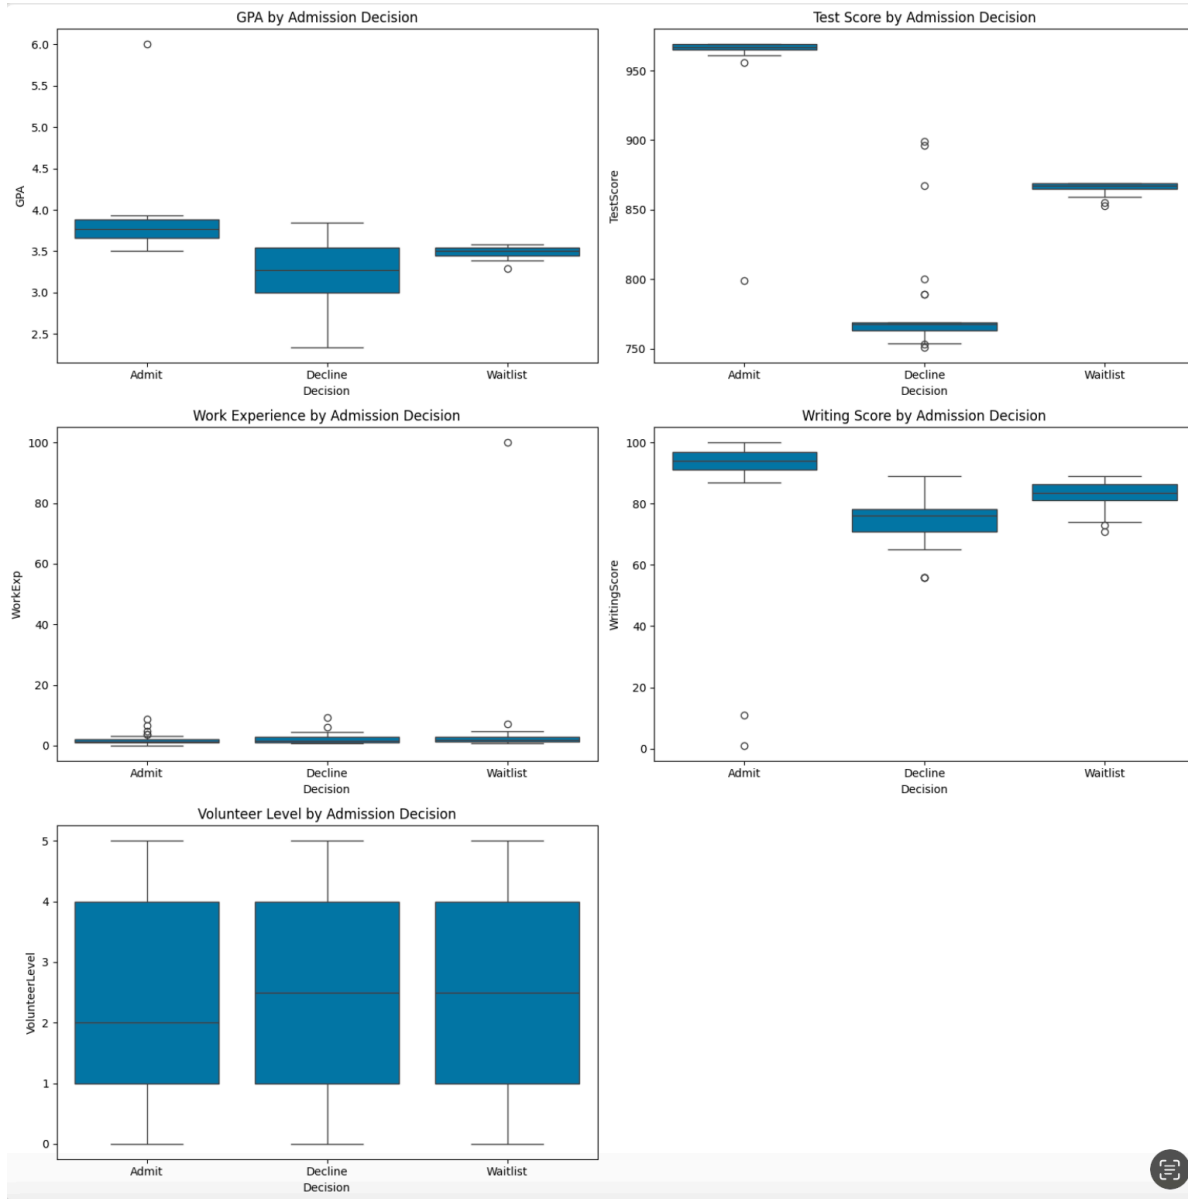 GPA by Admission Decision
6.0
5.5
5.0
4.5
4.0
3.5
3.0
2.5
GPA
Admit Decline Waitlist
Decision
Test Score by Admission Decision
950
900
850
800
750
TestScore
Admit Decline Waitlist
Decision
Work Experience by Admission Decision
100
80
60
40
20
0
WorkExp
Admit Decline Waitlist
Decision
Writing Score by Admission Decision
100
80
60
40
20
0
WritingScore
Admit Decline Waitlist
Decision
Volunteer Level by Admission Decision
5
4
3
2
1
0
VolunteerLevel
Admit Decline Waitlist
Decision